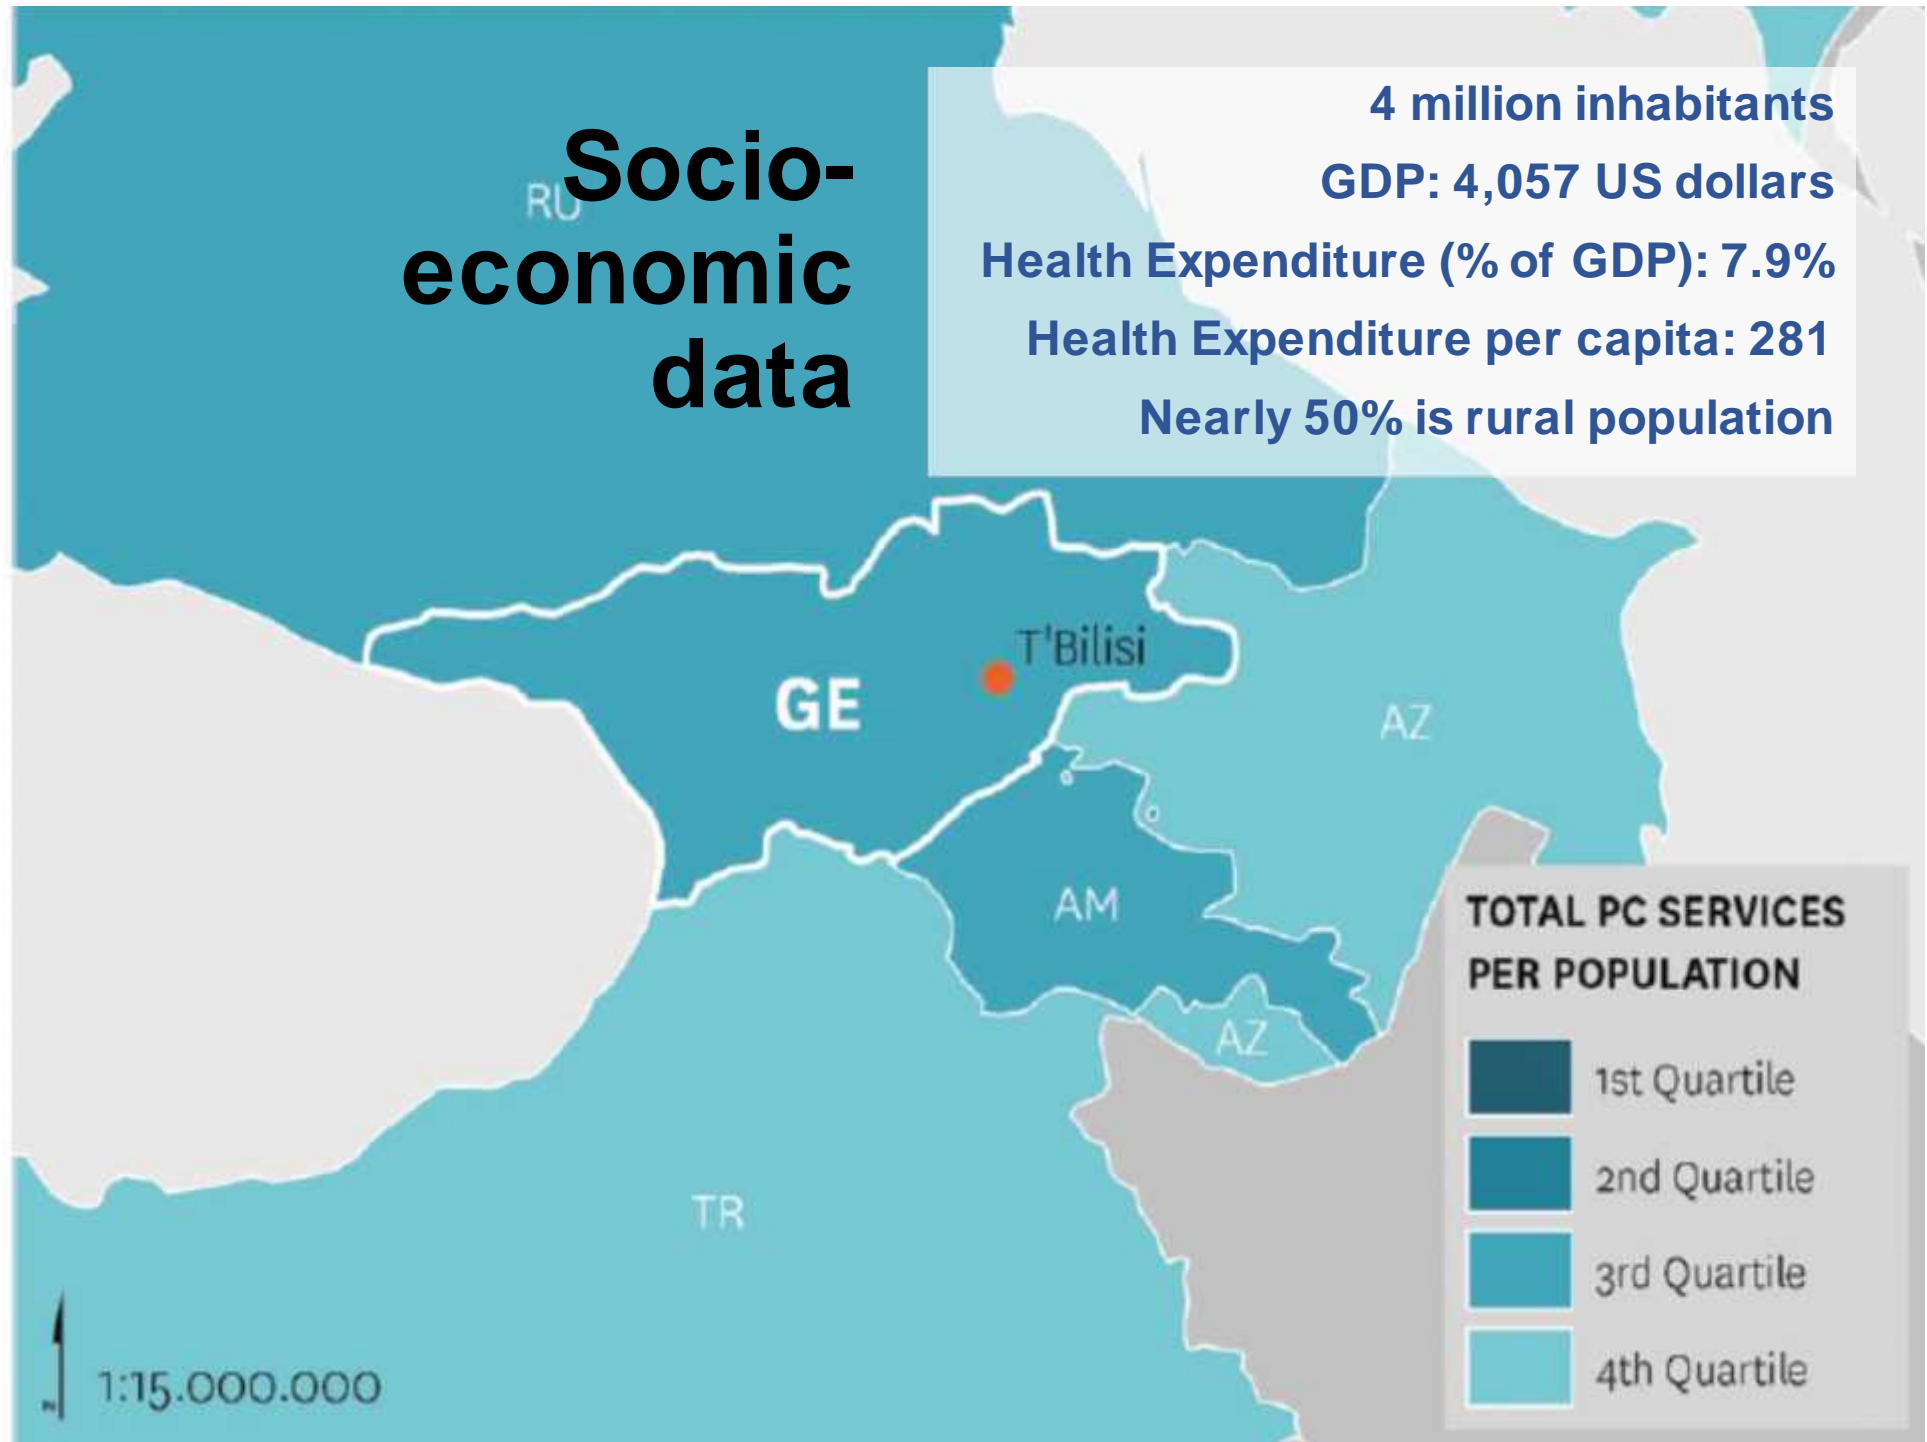 Socio-
economic
data
4 million inhabitants
GDP: 4,057 US dollars
Health Expenditure (% of GDP): 7.9%
Health Expenditure per capita: 281
Nearly 50% is rural population
RU
T'Bilisi
GE
AZ
AM
AZ
TR
TOTAL PC SERVICES
PER POPULATION
1st Quartile
2nd Quartile
3rd Quartile
4th Quartile
N
1:15.000.000